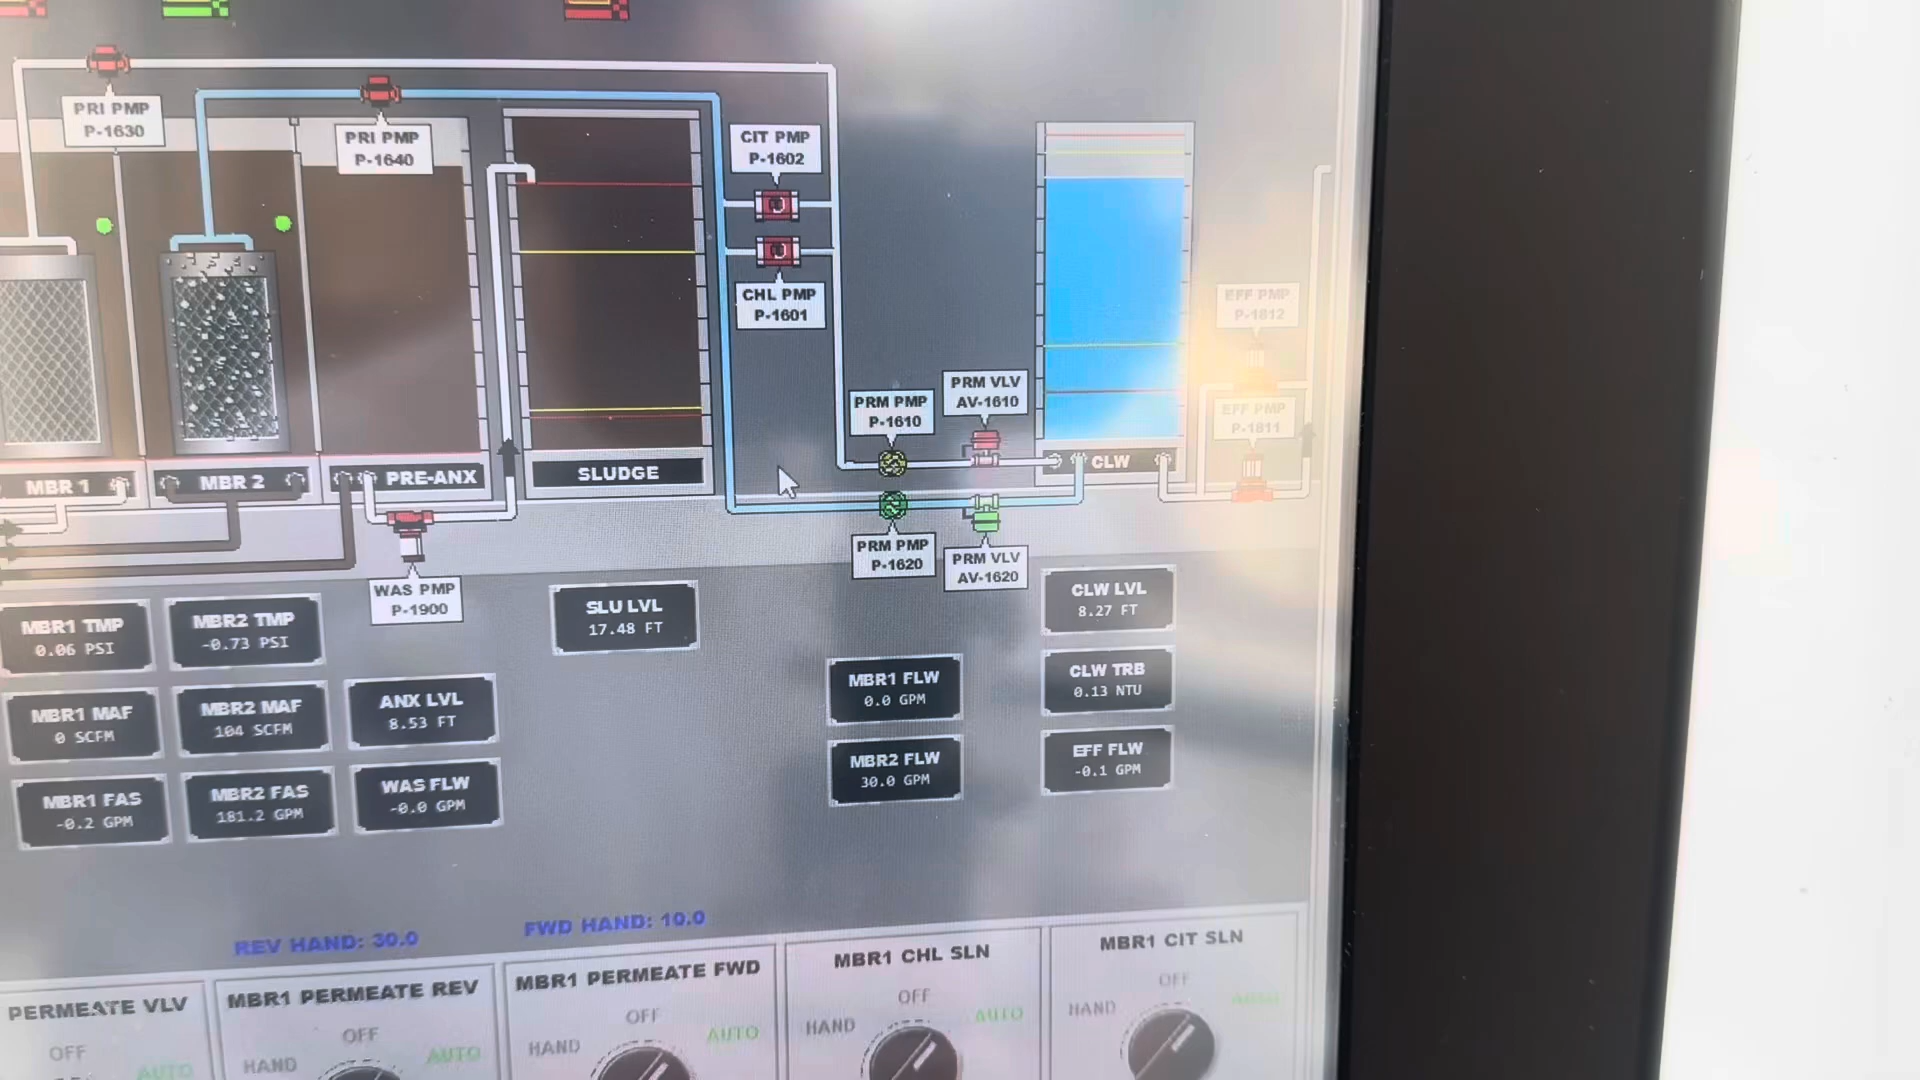 PRI PMP
P-1630
PRI PMP
P-1640
CIT PMP
P-1602
CHL PMP
P-1601
EFF PMP
P-1812
PRM VLV
AV-1610
PRM PMP
P-1610
EFF PMP
P-1811
MBR 1
MBR 2
PRE-ANX
SLUDGE
CLW
PRM PMP
P-1620
PRM VLV
AV-1620
WAS PMP
P-1900
MBR1 TMP
0.06 PSI
MBR2 TMP
-0.73 PSI
SLU LVL
17.48 FT
CLW LVL
8.27 FT
MBR1 MAF
0 SCFM
MBR2 MAF
104 SCFM
ANX LVL
8.53 FT
MBR1 FLW
0.0 GPM
CLW TRB
0.13 NTU
MBR1 FAS
-0.2 GPM
MBR2 FAS
181.2 GPM
WAS FLW
-0.0 GPM
MBR2 FLW
30.0 GPM
EFF FLW
-0.1 GPM
REV HAND: 30.0
FWD HAND: 10.0
PERMEATE VLV
OFF
AUTO
MBR1 PERMEATE REV
OFF
HAND
AUTO
MBR1 PERMEATE FWD
OFF
HAND
AUTO
MBR1 CHL SLN
OFF
HAND
AUTO
MBR1 CIT SLN
OFF
HAND
AUTO